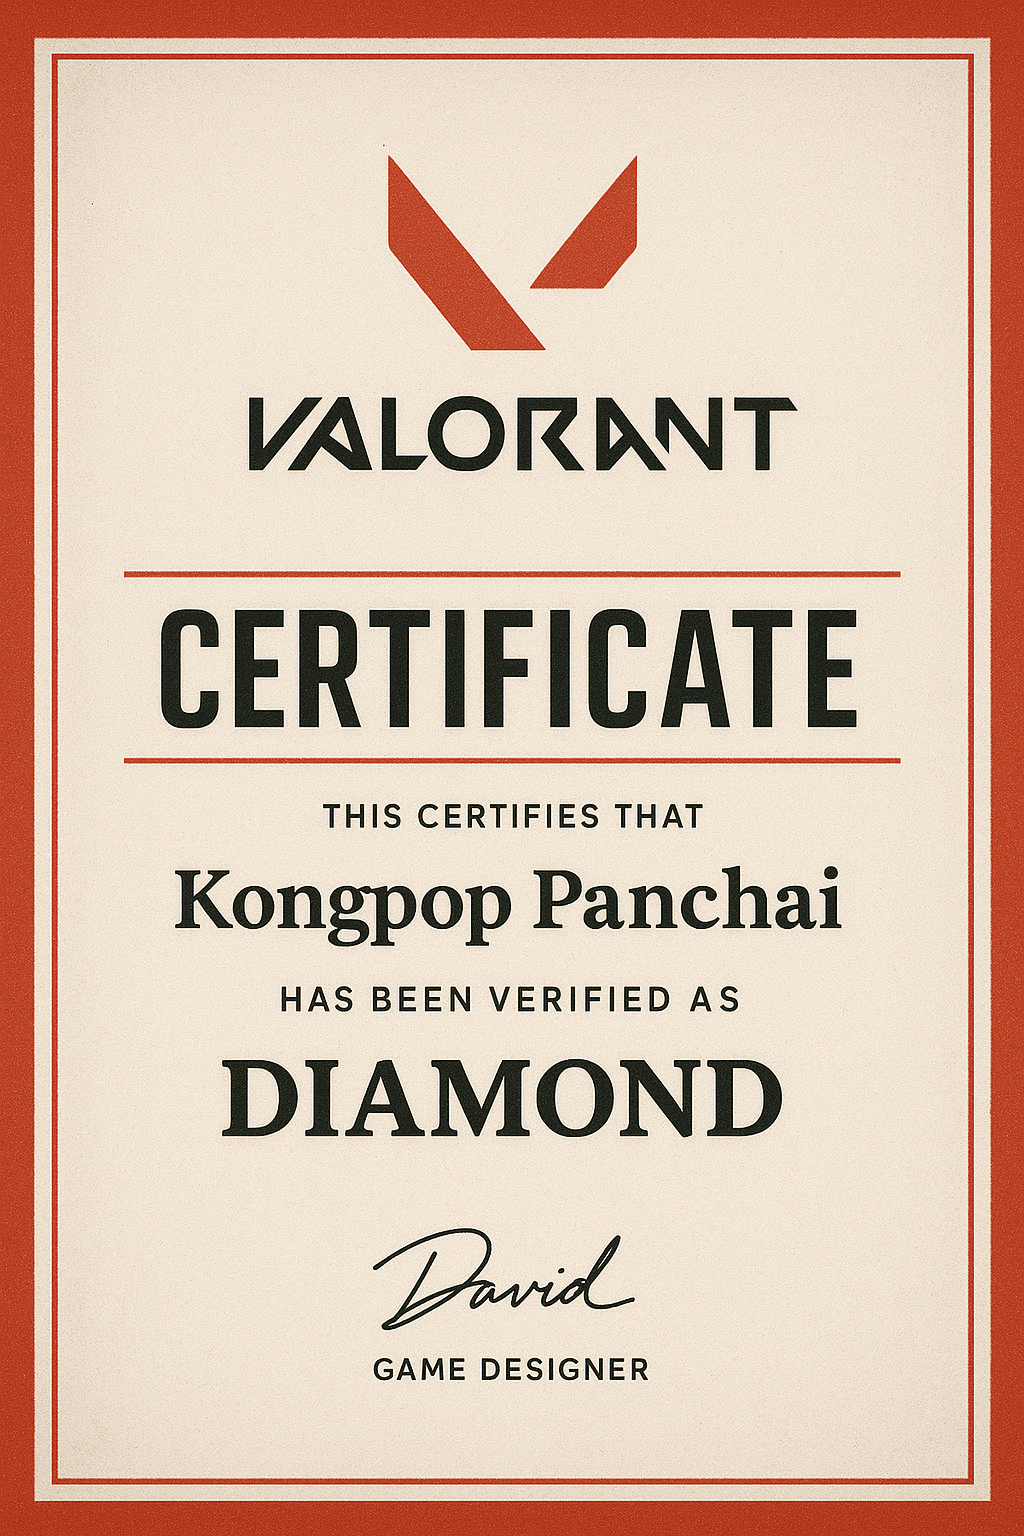 VALORANT
CERTIFICATE
THIS CERTIFIES THAT
Kongpop Panchai
HAS BEEN VERIFIED AS
DIAMOND
David
GAME DESIGNER